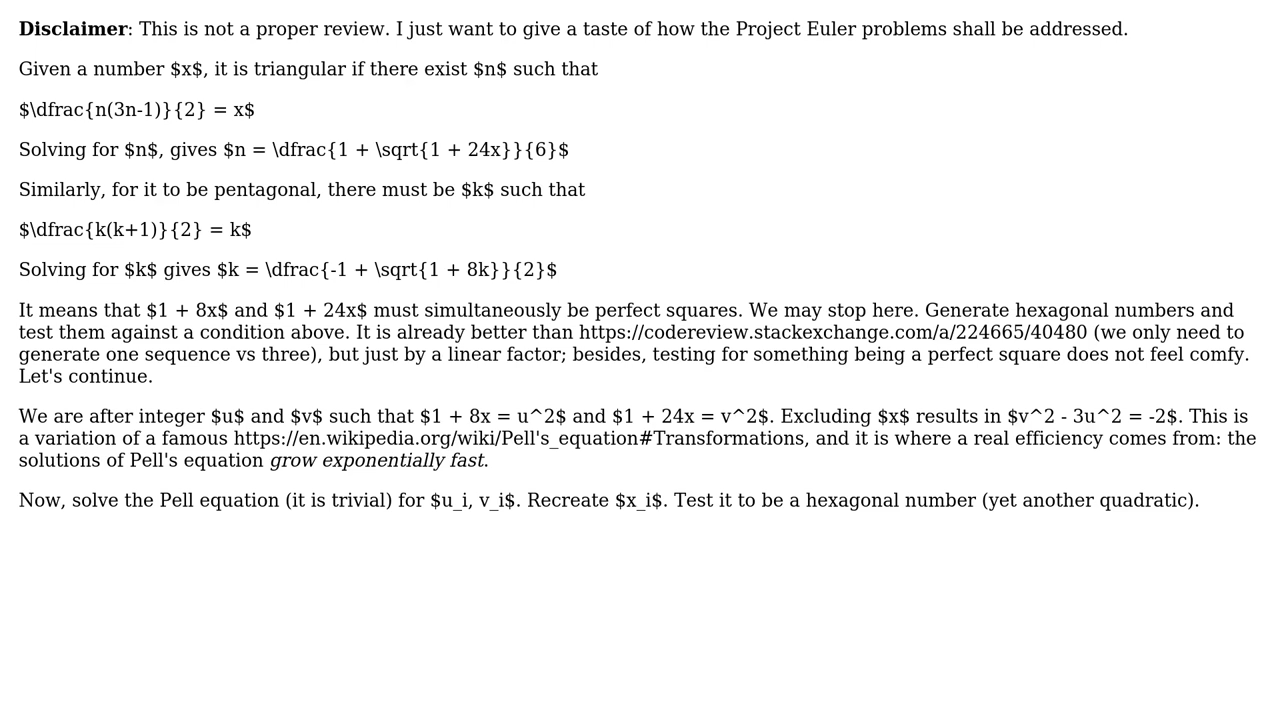 Disclaimer: This is not a proper review. I just want to give a taste of how the Project Euler problems shall be addressed.
Given a number $x$, it is triangular if there exist $n$ such that
$\dfrac{n(3n-1)}{2} = x$
Solving for $n$, gives $n = \dfrac{1 + \sqrt{1 + 24x}}{6}$
Similarly, for it to be pentagonal, there must be $k$ such that
$\dfrac{k(k+1)}{2} = k$
Solving for $k$ gives $k = \dfrac{-1 + \sqrt{1 + 8k}}{2}$
It means that $1 + 8x$ and $1 + 24x$ must simultaneously be perfect squares. We may stop here. Generate hexagonal numbers and
test them against a condition above. It is already better than https://codereview.stackexchange.com/a/224665/40480 (we only need to
generate one sequence vs three), but just by a linear factor; besides, testing for something being a perfect square does not feel comfy.
Let's continue.
We are after integer $u$ and $v$ such that $1 + 8x = u^2$ and $1 + 24x = v^2$. Excluding $x$ results in $v^2 - 3u^2 = -2$. This is
a variation of a famous https://en.wikipedia.org/wiki/Pell's_equation#Transformations, and it is where a real efficiency comes from: the
solutions of Pell's equation grow exponentially fast.
Now, solve the Pell equation (it is trivial) for $u_i, v_i$. Recreate $x_i$. Test it to be a hexagonal number (yet another quadratic).